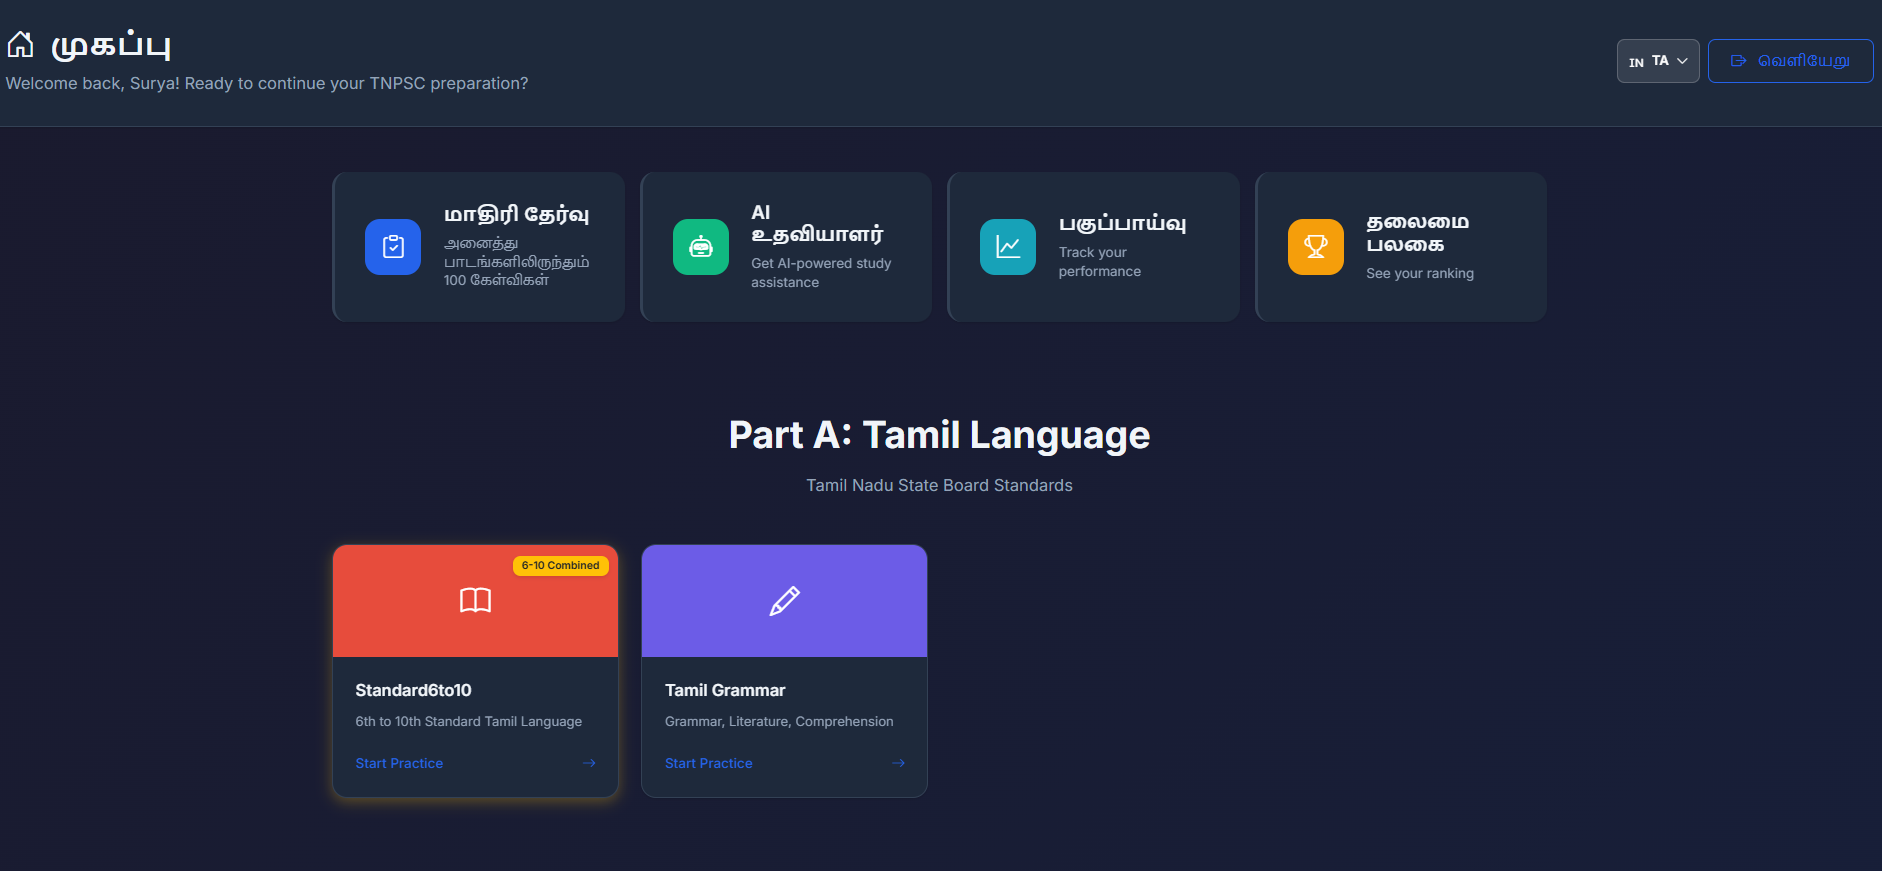 முகப்பு
Welcome back, Surya! Ready to continue your TNPSC preparation?
IN TA
வெளியேறு
மாதிரி தேர்வு
அனைத்து
பாடங்களிலிருந்தும்
100 கேள்விகள்
AI
உதவியாளர்
Get AI-powered study
assistance
பகுப்பாய்வு
Track your
performance
தலைமை
பலகை
See your ranking
Part A: Tamil Language
Tamil Nadu State Board Standards
6-10 Combined
Standard6to10
6th to 10th Standard Tamil Language
Start Practice
Tamil Grammar
Grammar, Literature, Comprehension
Start Practice